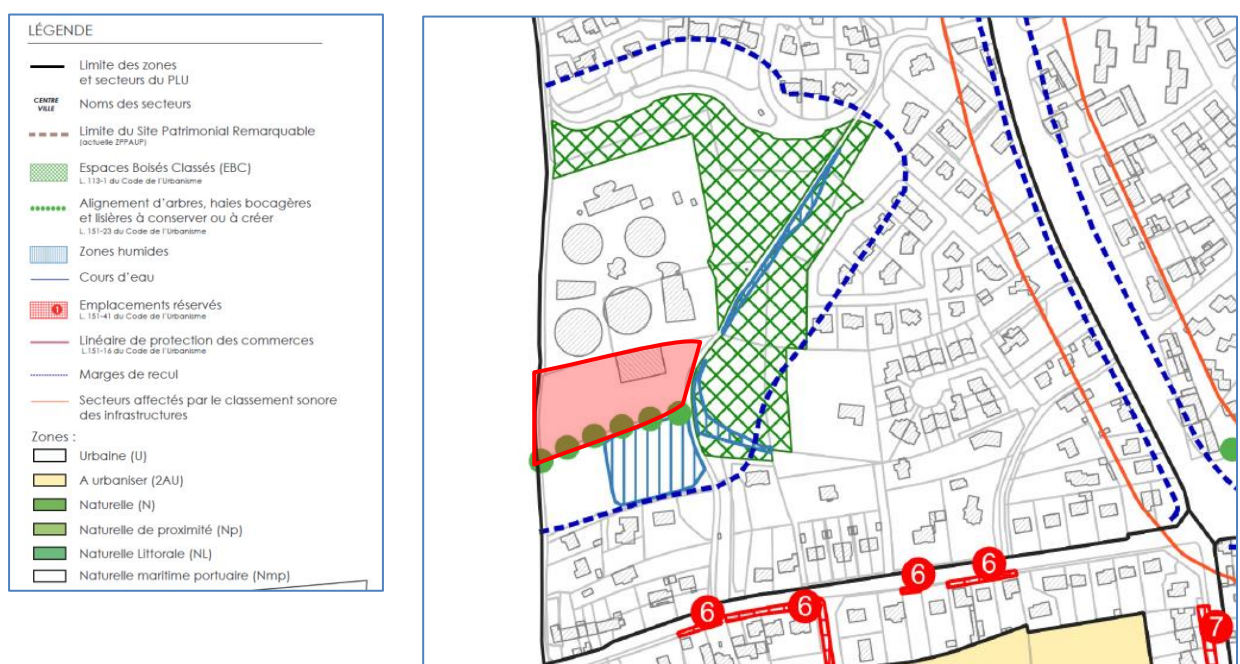 LÉGENDE
Limite des zones
et secteurs du PLU
CENTRE
VILLE
Noms des secteurs
Limite du Site Patrimonial Remarquable
(actuelle ZPPAUP)
Espaces Boisés Classés (EBC)
L. 113-1 du Code de l'Urbanisme
Alignement d'arbres, haies bocagères
et lisières à conserver ou à créer
L. 151-23 du Code de l'Urbanisme
Zones humides
Cours d'eau
1
Emplacements réservés
L. 151-41 du Code de l'Urbanisme
Linéaire de protection des commerces
L.151-16 du Code de l'Urbanisme
Marges de recul
Secteurs affectés par le classement sonore
des infrastructures
Zones :
Urbaine (U)
A urbaniser (2AU)
Naturelle (N)
Naturelle de proximité (Np)
Naturelle Littorale (NL)
Naturelle maritime portuaire (Nmp)
6
6
6
6
7